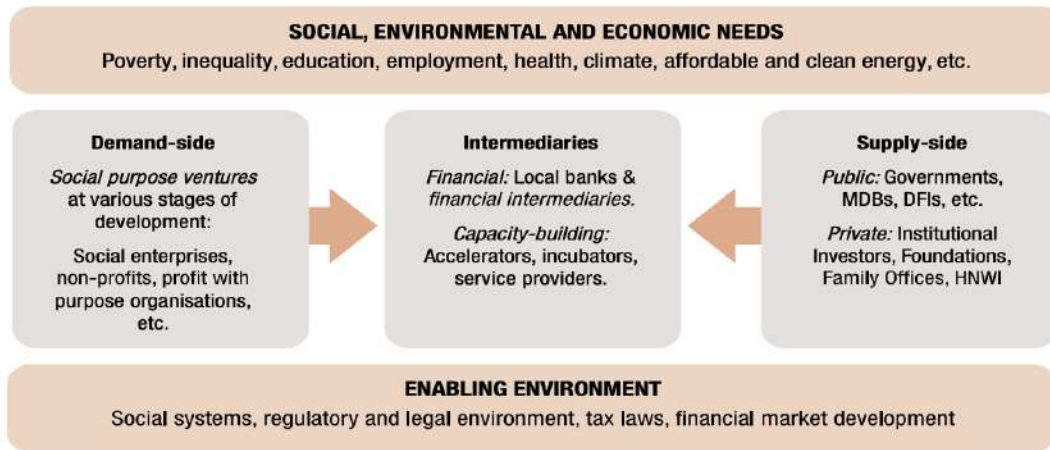 SOCIAL, ENVIRONMENTAL AND ECONOMIC NEEDS
Poverty, inequality, education, employment, health, climate, affordable and clean energy, etc.
Demand-side
Social purpose ventures
at various stages of
development:
Social enterprises,
non-profits, profit with
purpose organisations,
etc.
Intermediaries
Financial: Local banks &
financial intermediaries.
Capacity-building:
Accelerators, incubators,
service providers.
Supply-side
Public: Governments,
MDBs, DFIs, etc.
Private: Institutional
Investors, Foundations,
Family Offices, HNWI
ENABLING ENVIRONMENT
Social systems, regulatory and legal environment, tax laws, financial market development